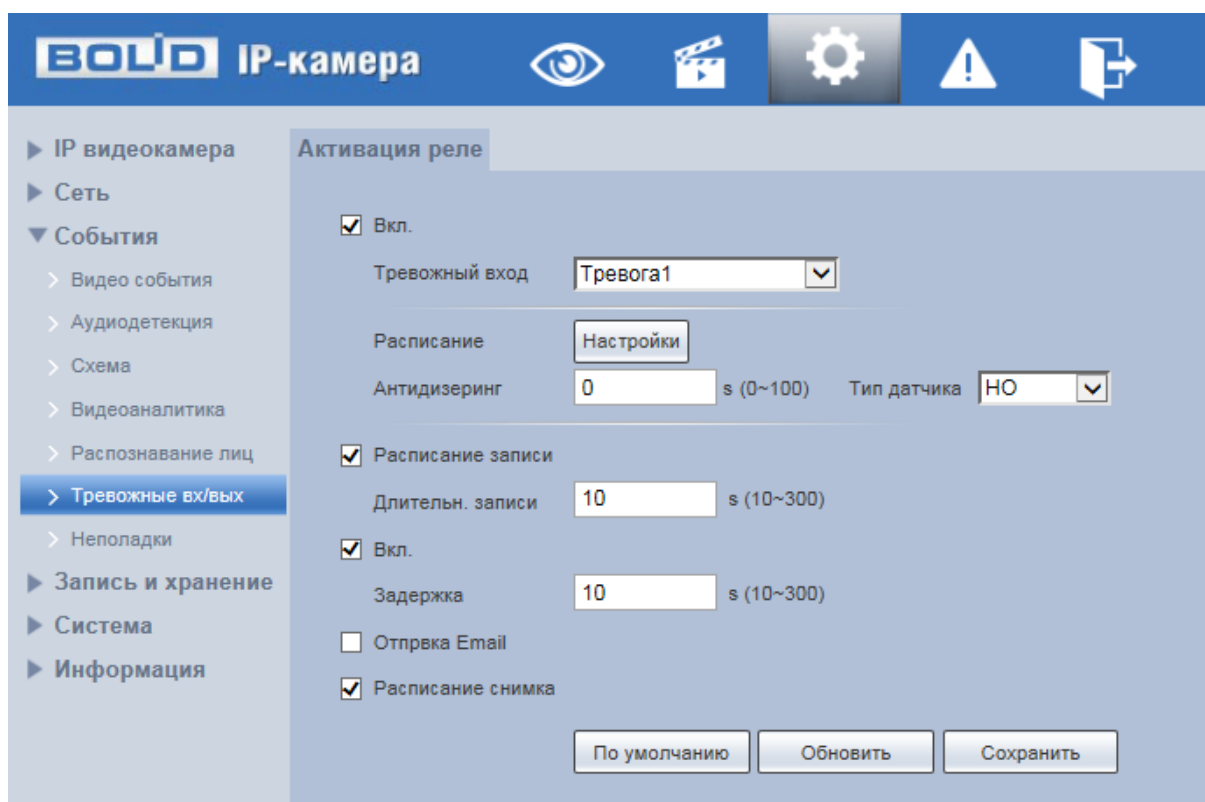 BOLID IP-камера
IP видеокамера
Сеть
События
Видео события
Аудиодетекция
Схема
Видеоаналитика
Распознавание лиц
Тревожные вх/вых
Неполадки
Запись и хранение
Система
Информация
Активация реле
Вкл.
Тревожный вход Тревога1
Расписание Настройки
Антидизеринг 0 s (0~100) Тип датчика НО
Расписание записи
Длительн. записи 10 s (10~300)
Вкл.
Задержка 10 s (10~300)
Отпрвка Email
Расписание снимка
По умолчанию Обновить Сохранить